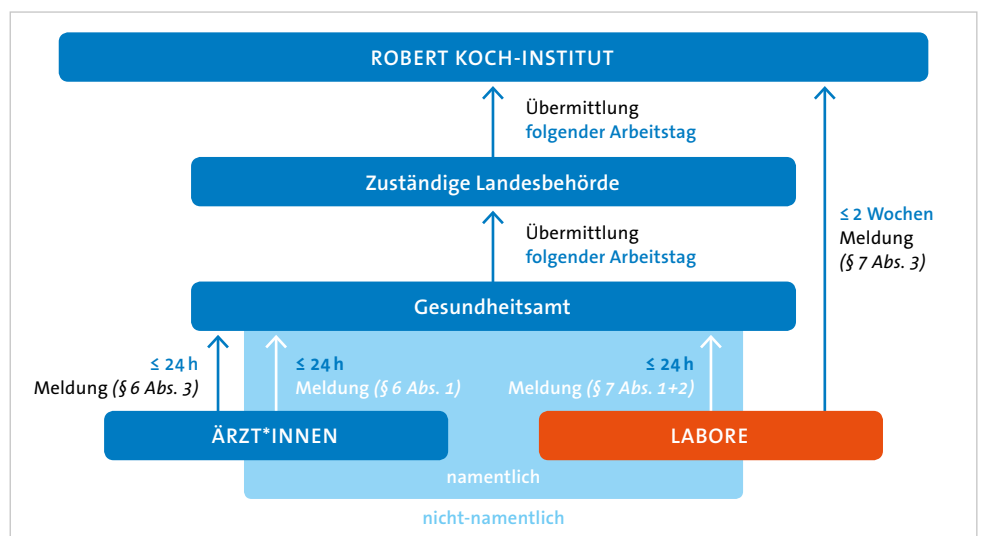 ROBERT KOCH-INSTITUT
Übermittlung
folgender Arbeitstag
Zuständige Landesbehörde
≤ 2 Wochen
Meldung
(§ 7 Abs. 3)
Übermittlung
folgender Arbeitstag
Gesundheitsamt
≤ 24 h
Meldung (§ 6 Abs. 3)
≤ 24 h
Meldung (§ 6 Abs. 1)
≤ 24 h
Meldung (§ 7 Abs. 1+2)
ÄRZT*INNEN
LABORE
namentlich
nicht-namentlich